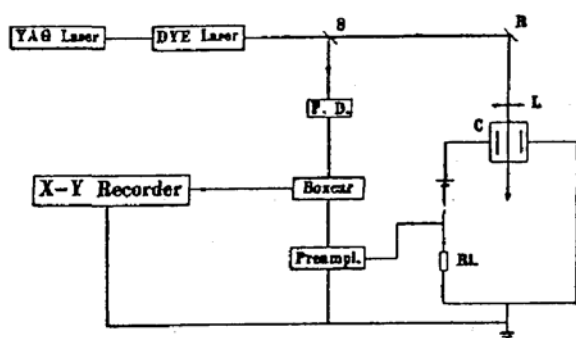 YAG Laser
DYE Laser
S
R
L
C
P. D.
X-Y Recorder
Boxcar
Preampl.
RL